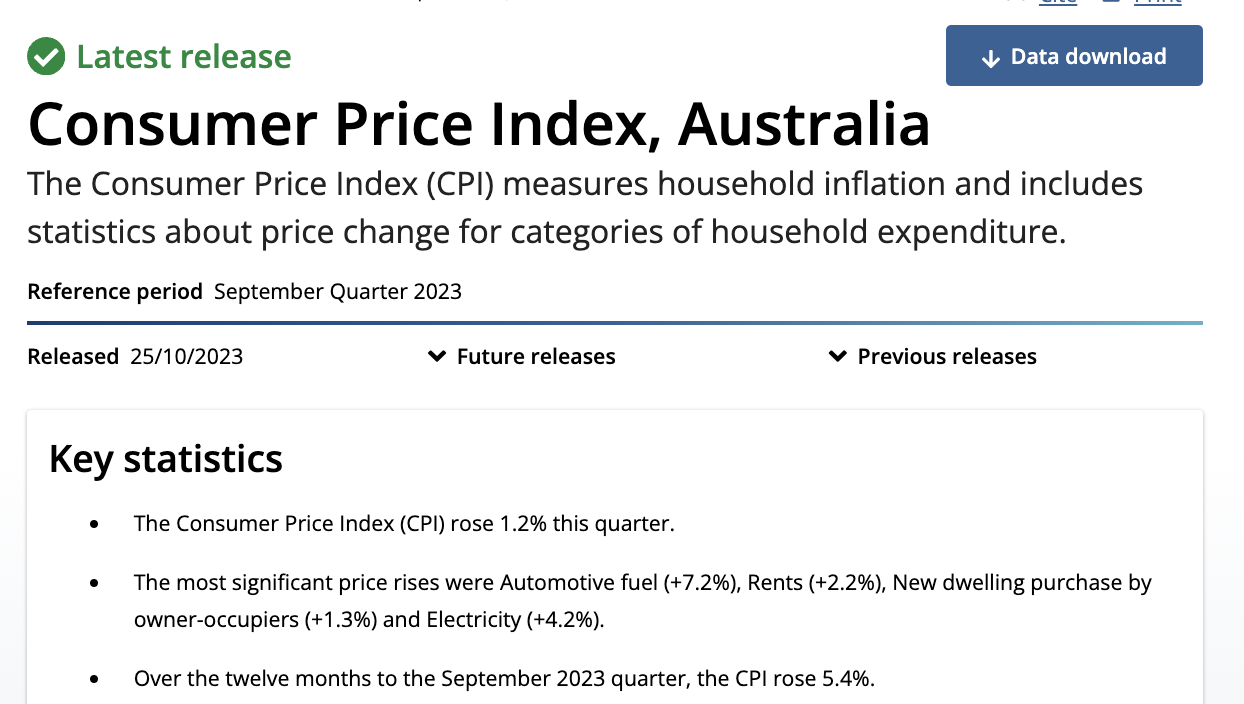 Latest release
Data download
Consumer Price Index, Australia
The Consumer Price Index (CPI) measures household inflation and includes
statistics about price change for categories of household expenditure.
Reference period September Quarter 2023
Released 25/10/2023 Future releases Previous releases
Key statistics
The Consumer Price Index (CPI) rose 1.2% this quarter.
The most significant price rises were Automotive fuel (+7.2%), Rents (+2.2%), New dwelling purchase by
owner-occupiers (+1.3%) and Electricity (+4.2%).
Over the twelve months to the September 2023 quarter, the CPI rose 5.4%.